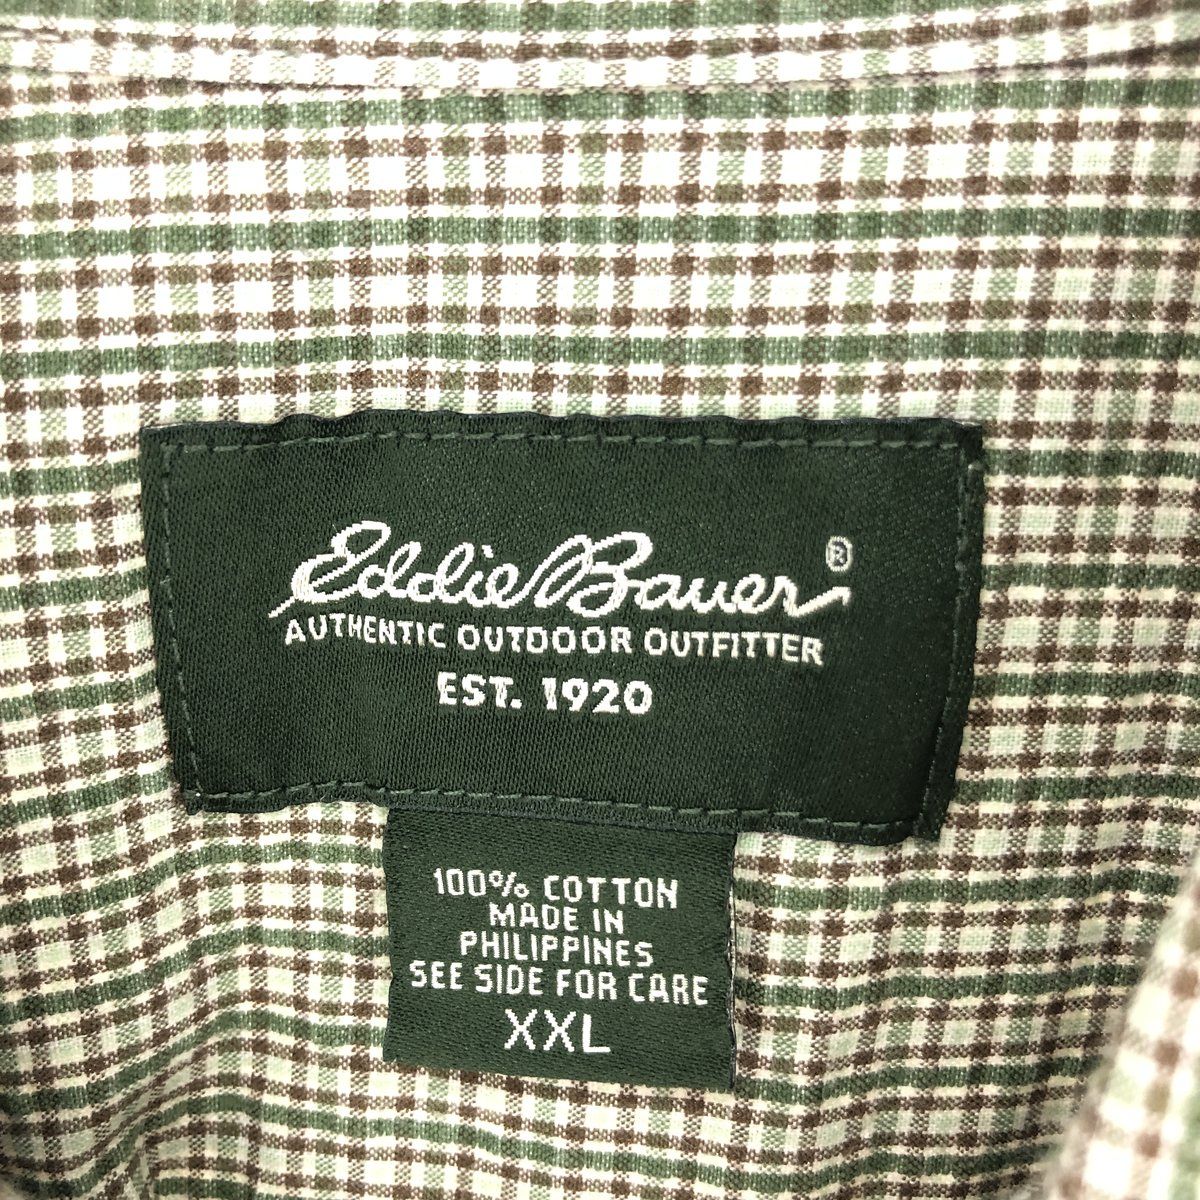 Eddie Bauer®
AUTHENTIC OUTDOOR OUTFITTER
EST. 1920
100% COTTON
MADE IN
PHILIPPINES
SEE SIDE FOR CARE
XXL